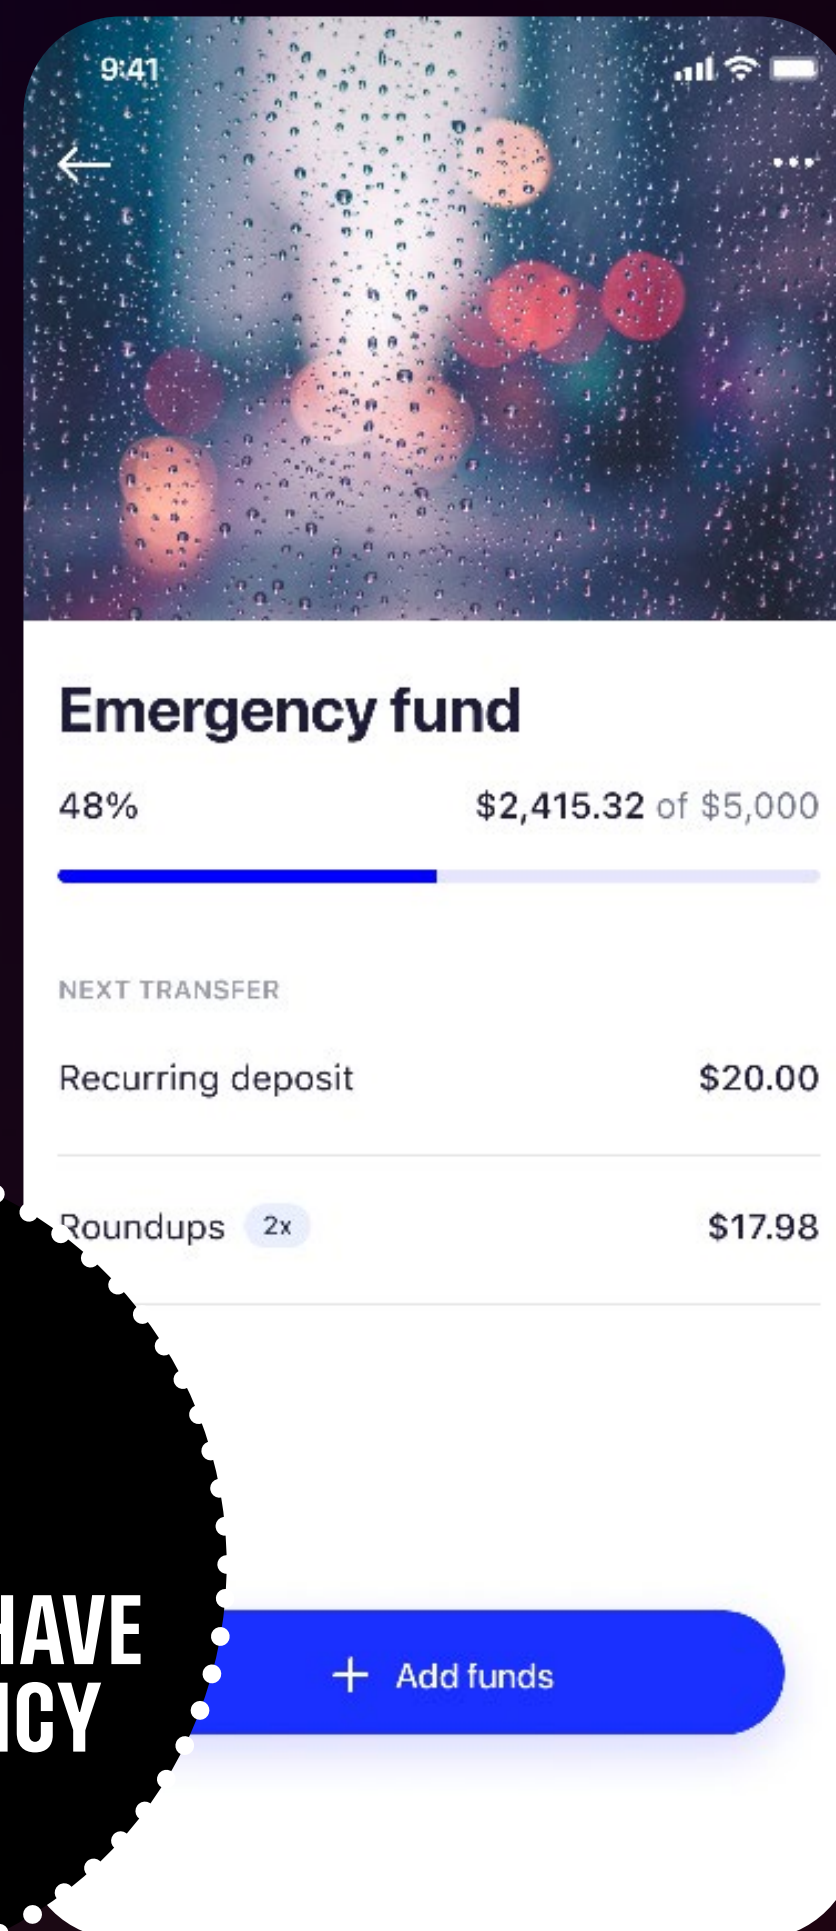 9:41
Emergency fund
48% $2,415.32 of $5,000
NEXT TRANSFER
Recurring deposit $20.00
Roundups 2x $17.98
HAVE
+ Add funds